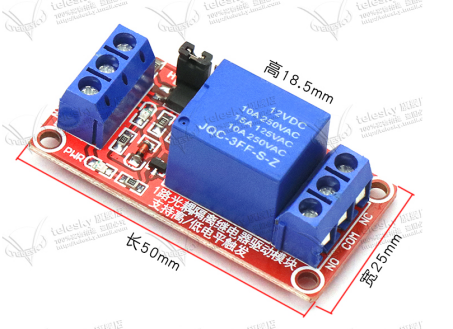 telesky
高18.5mm
12VDC
10A 250VAC
15A 125VAC
10A 250VAC
JQC-3FF-S-Z
PWR
1路光耦隔离继电器驱动模块
支持高/低电平触发
NO COM NC
长50mm
宽25mm